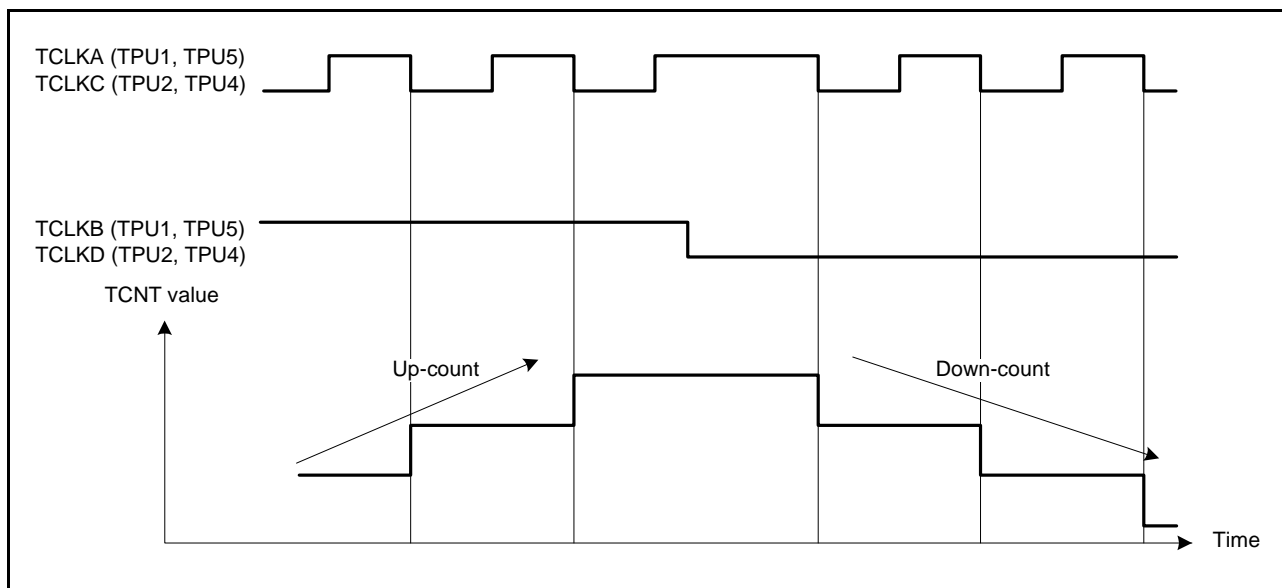 TCLKA (TPU1, TPU5)
TCLKC (TPU2, TPU4)
TCLKB (TPU1, TPU5)
TCLKD (TPU2, TPU4)
TCNT value
Up-count
Down-count
Time